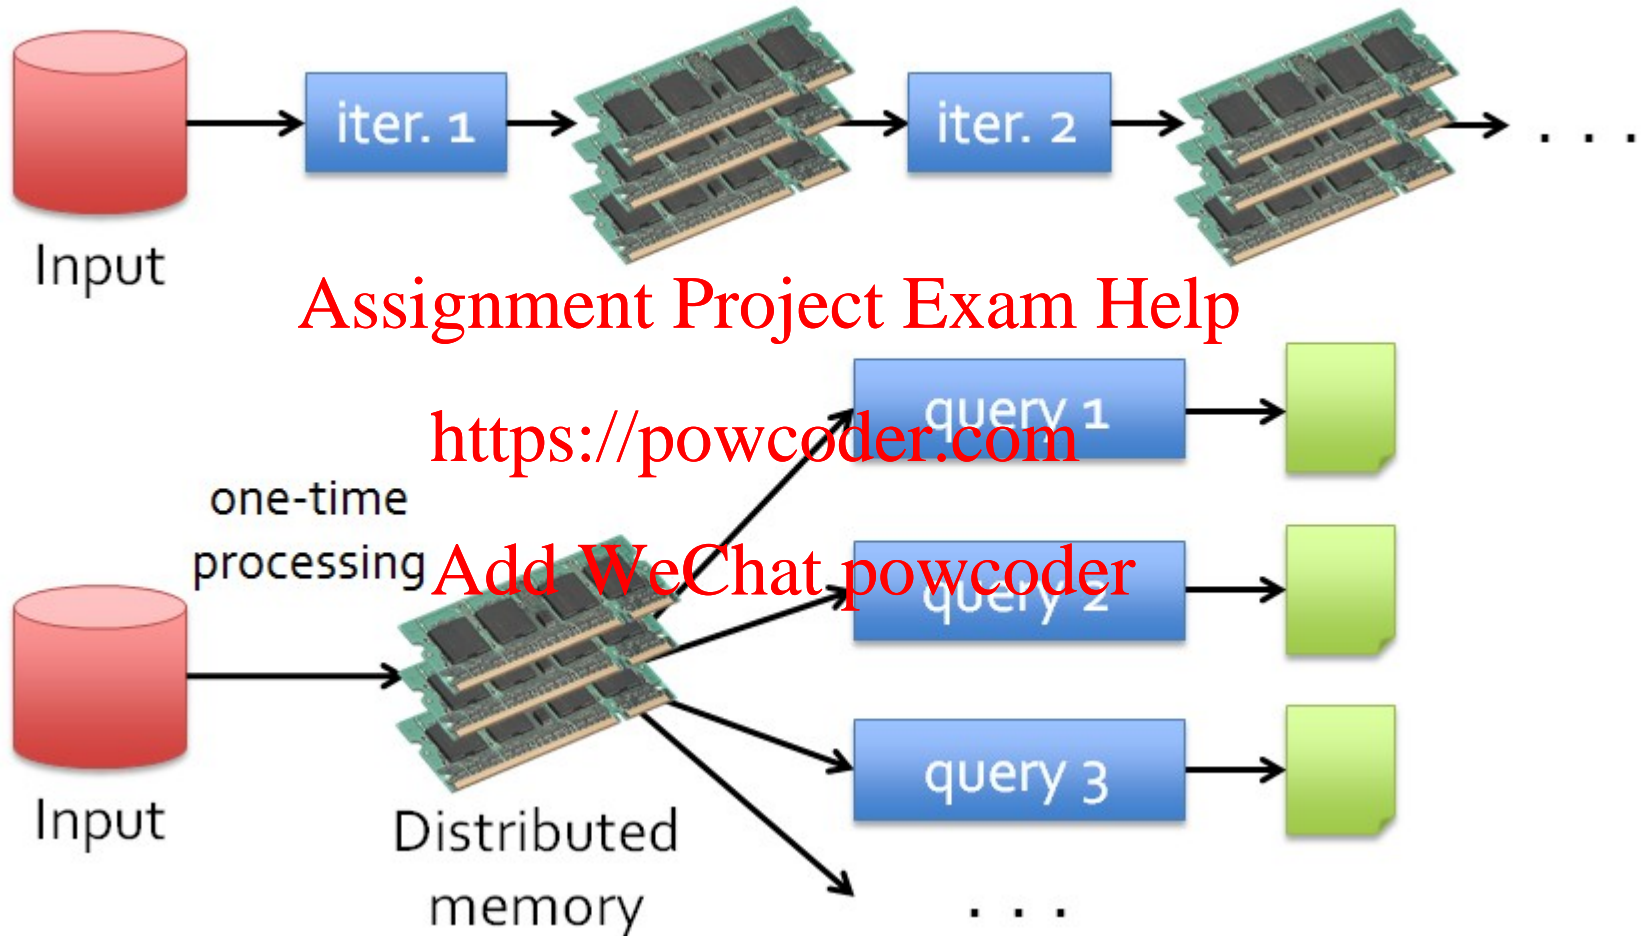 iter. 1
iter. 2
. . .
Input
Assignment Project Exam Help
query 1
https://powcoder.com
one-time
processing
Add WeChat powcoder
query 2
query 3
Input
Distributed
memory
. . .